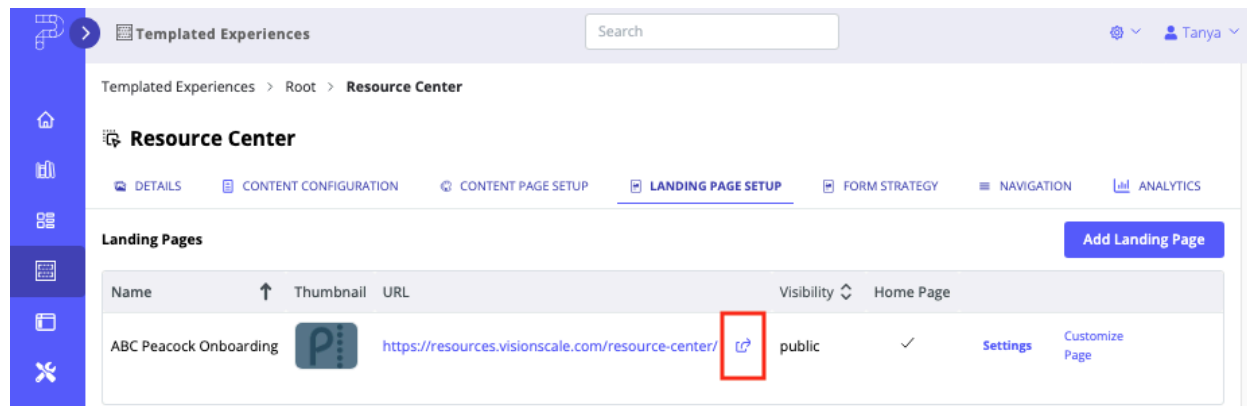 Templated Experiences
Search
Tanya
Templated Experiences > Root > Resource Center
Resource Center
DETAILS
CONTENT CONFIGURATION
CONTENT PAGE SETUP
LANDING PAGE SETUP
FORM STRATEGY
NAVIGATION
ANALYTICS
Landing Pages
Add Landing Page
Name
Thumbnail
URL
Visibility
Home Page
ABC Peacock Onboarding
P
https://resources.visionscale.com/resource-center/
public
Settings
Customize
Page